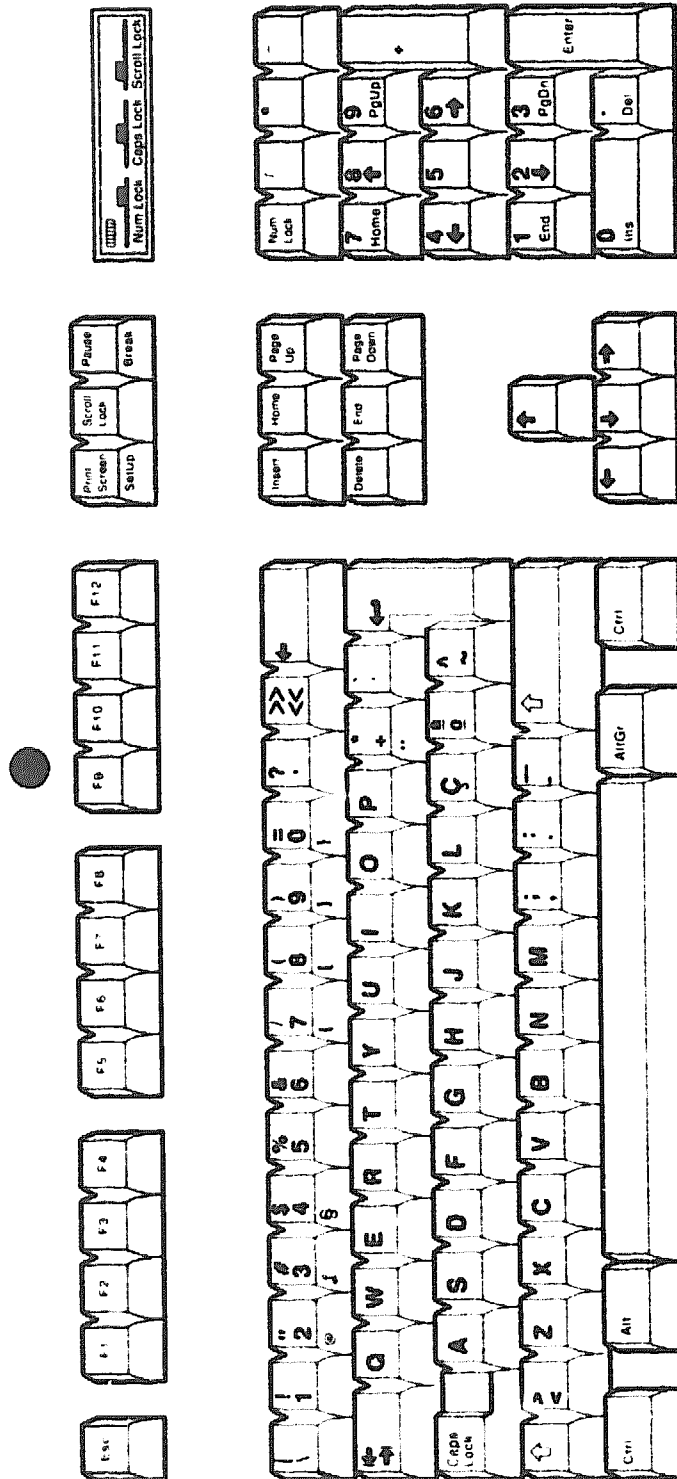 Esc F1 F2 F3 F4 F5 F6 F7 F8 F9 F10 F11 F12
Print Screen Scroll Lock Pause
SetUp Break
Num Lock Caps Lock Scroll Lock
! " # $ % & / ( ) = ? >>
\ 1 2 3 4 5 6 7 8 9 0 ' << ←
@ £ § { [ ] }
Insert Home Page Up
Num Lock / * -
Q W E R T Y U I O P * + ¨ ↵
Delete End Page Down
7 Home 8 ↑ 9 PgUp +
Caps Lock A S D F G H J K L Ç ª º ^ ~
4 ← 5 6 →
⇧ > < Z X C V B N M ; , : . _ - ⇧
↑
1 End 2 ↓ 3 PgDn Enter
Ctrl Alt AltGr Ctrl
← ↓ →
0 Ins . Del